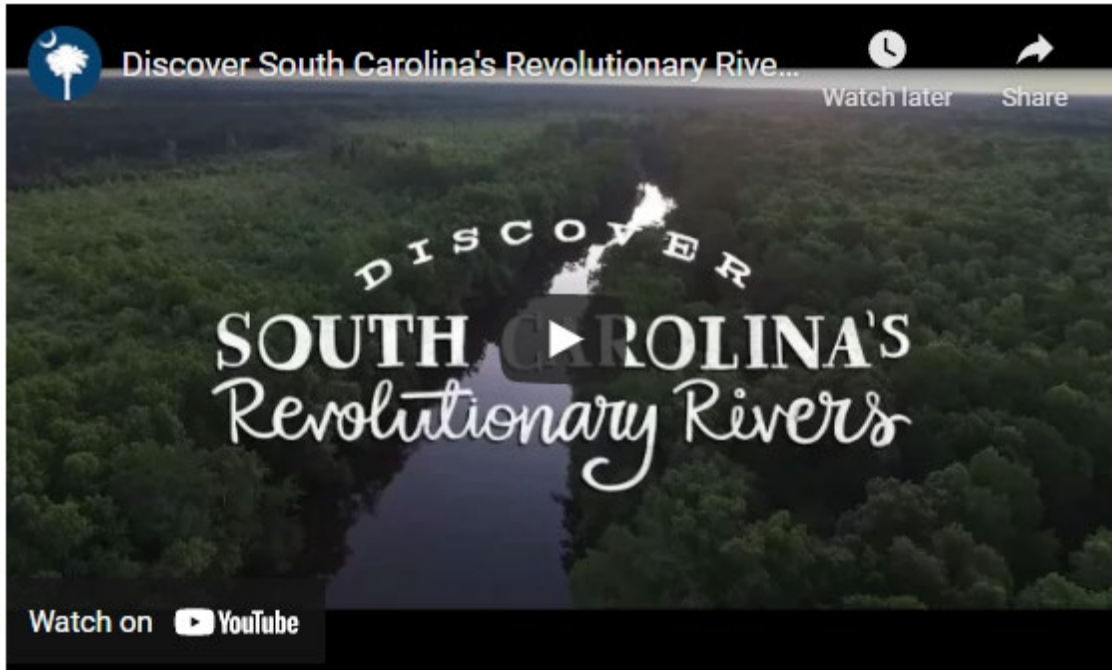 Discover South Carolina's Revolutionary Rive...
Watch later
Share
DISCOVER
SOUTH CAROLINA'S
Revolutionary Rivers
Watch on YouTube